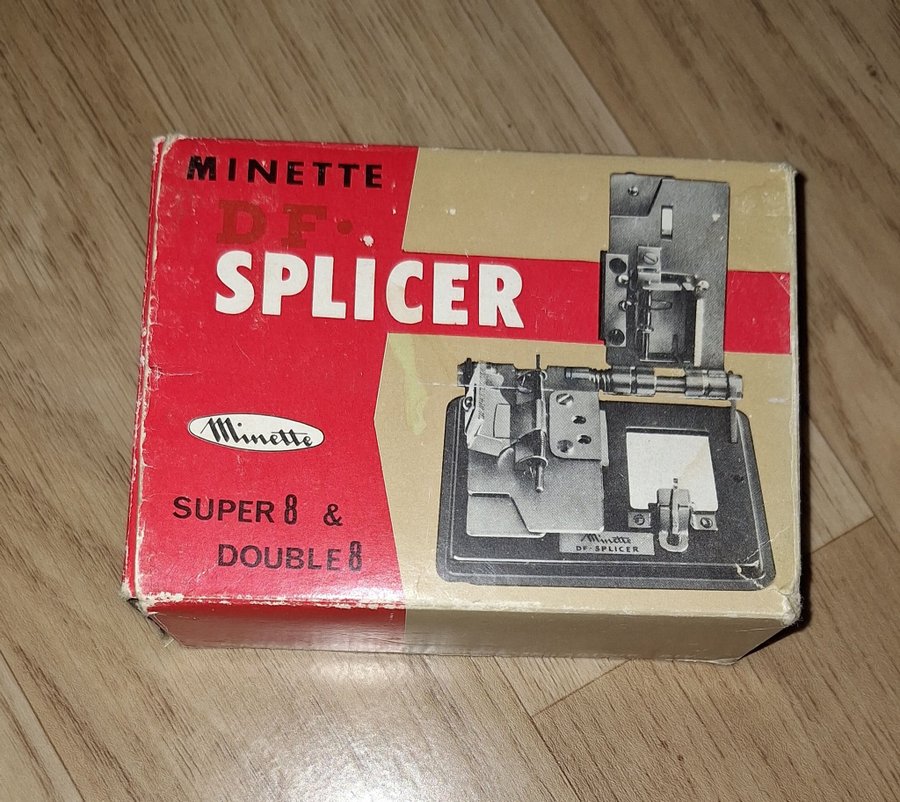 MINETTE
DF·
SPLICER
Minette
SUPER 8 &
DOUBLE 8
Minette
DF-SPLICER